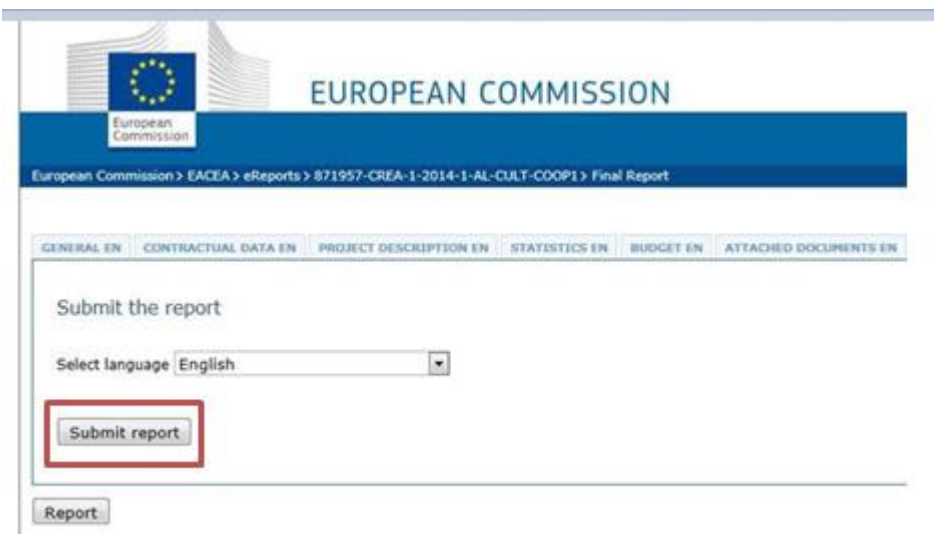 European
Commission
EUROPEAN COMMISSION
European Commission > EACEA > eReports > 871957-CREA-1-2014-1-AL-CULT-COOP1 > Final Report
GENERAL EN CONTRACTUAL DATA EN PROJECT DESCRIPTION EN STATISTICS EN BUDGET EN ATTACHED DOCUMENTS EN
Submit the report
Select language English
Submit report
Report